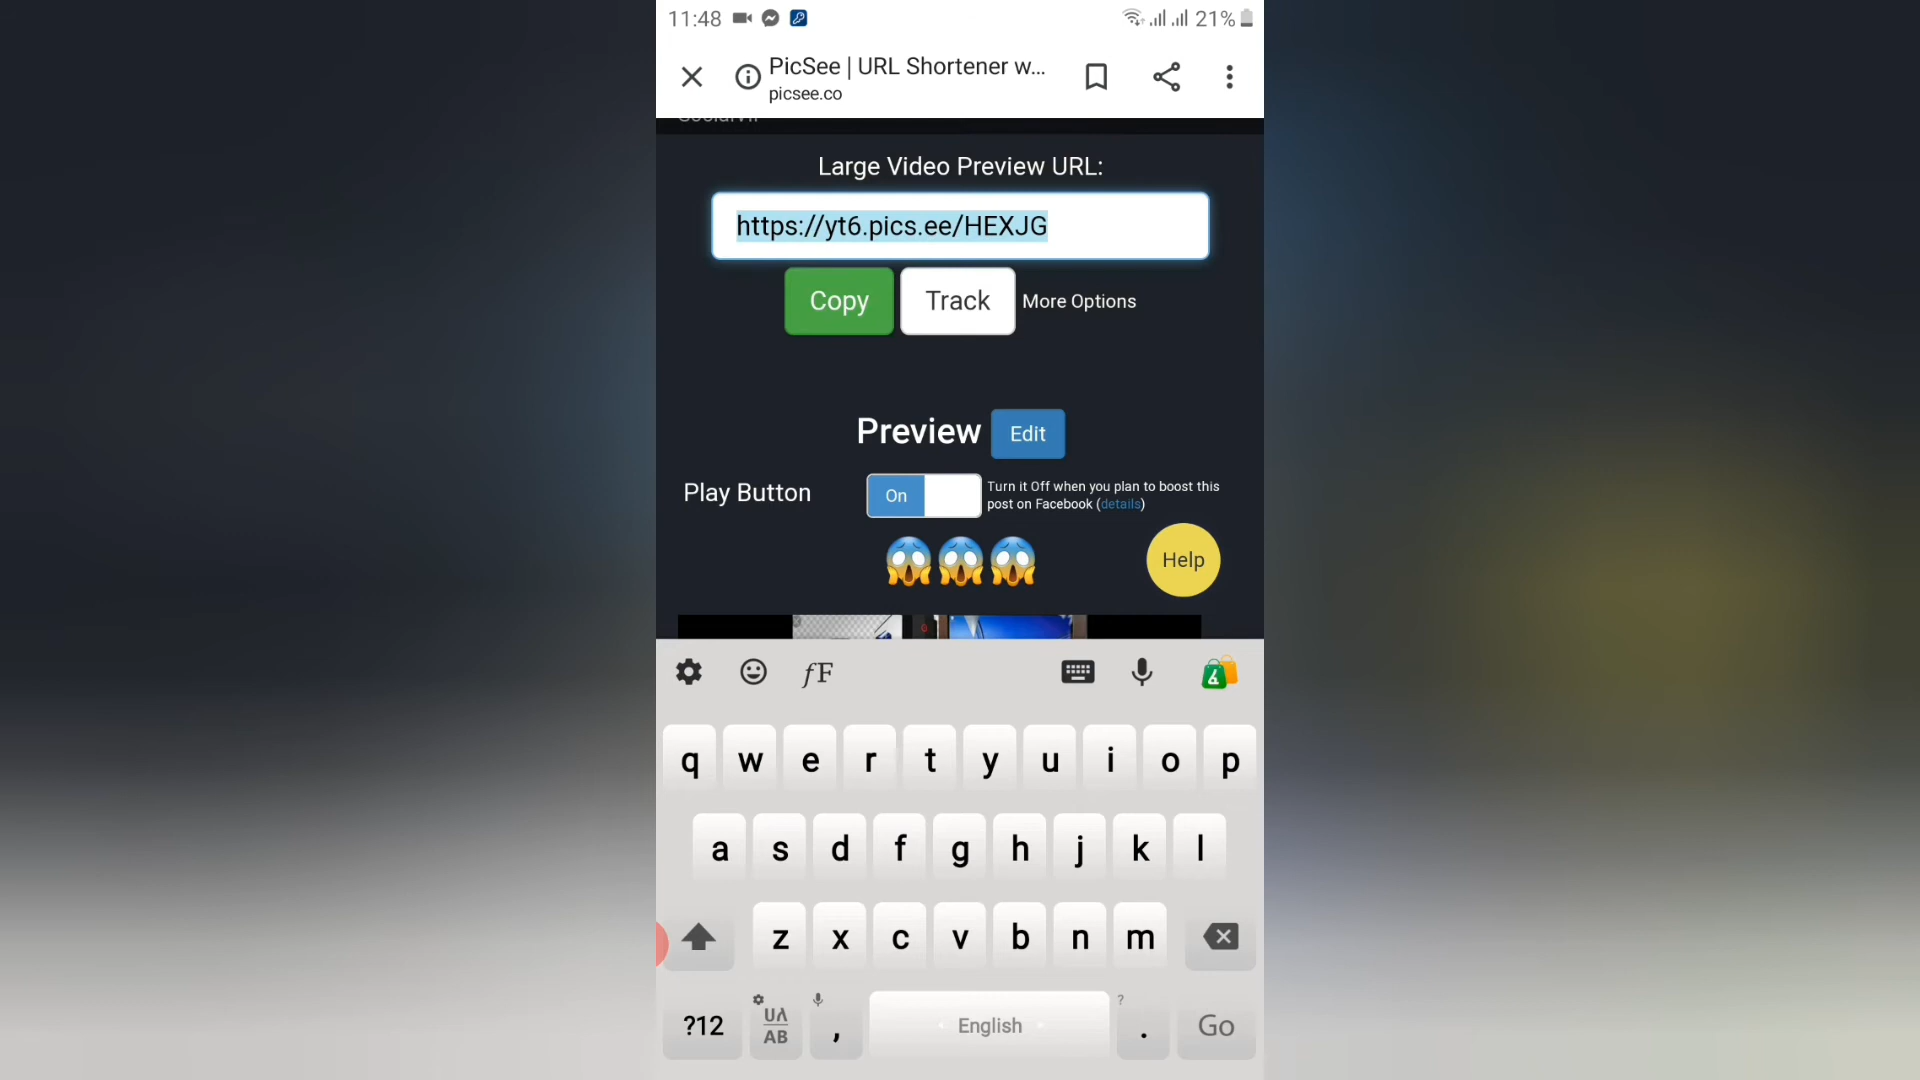 11:48
21%
PicSee | URL Shortener w...
picsee.co
Large Video Preview URL:
https://yt6.pics.ee/HEXJG
Copy Track More Options
Preview Edit
Play Button On Turn it Off when you plan to boost this
post on Facebook (details)
😱😱😱
Help
fF
q w e r t y u i o p
a s d f g h j k l
z x c v b n m
?12 , English . Go
AB
?